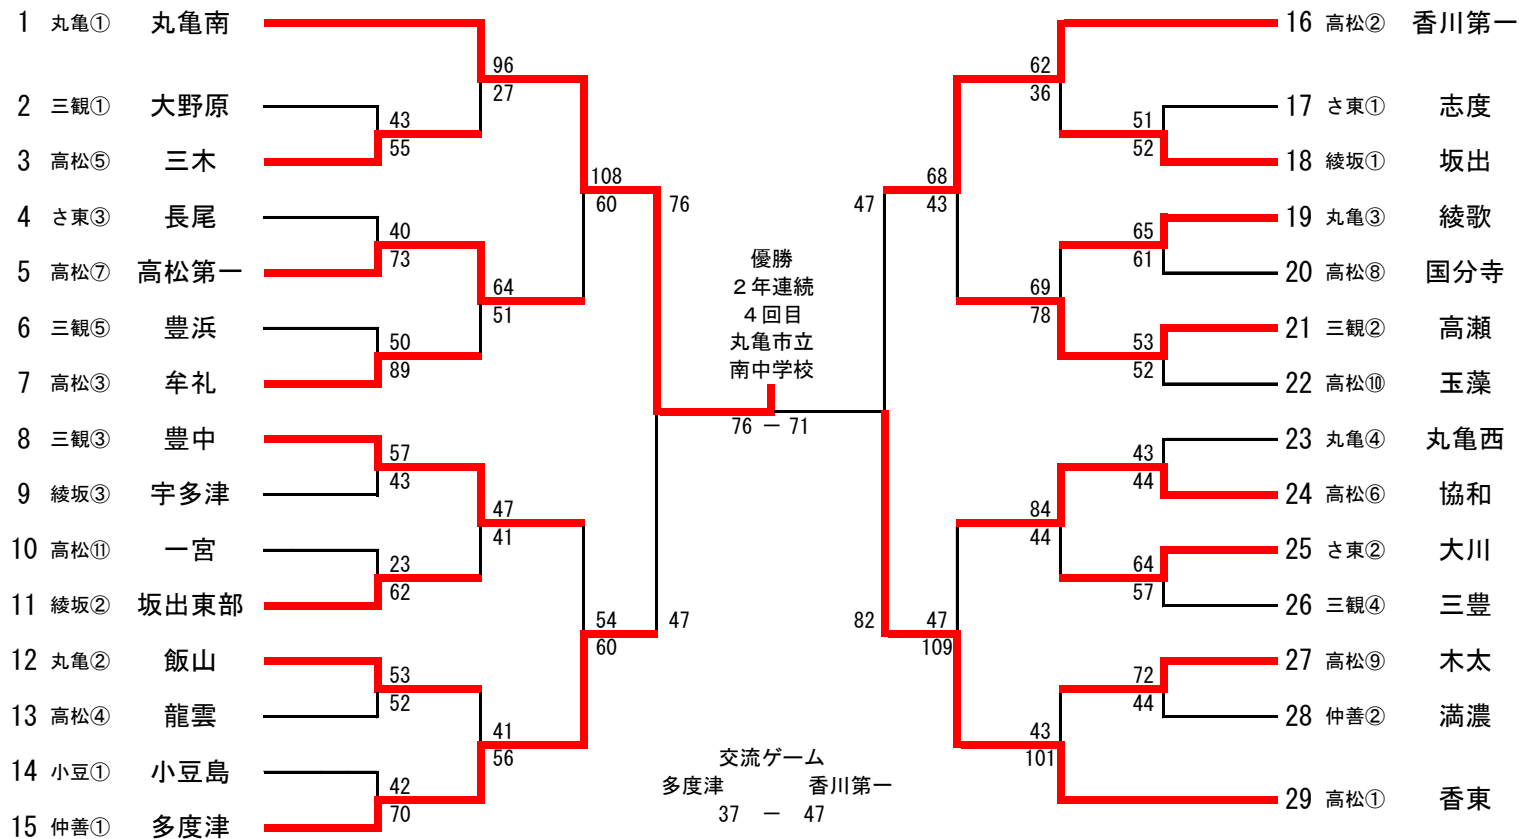 1 丸亀① 丸亀南
2 三観① 大野原
3 高松⑤ 三木
4 さ東③ 長尾
5 高松⑦ 高松第一
6 三観⑤ 豊浜
7 高松③ 牟礼
8 三観③ 豊中
9 綾坂③ 宇多津
10 高松⑪ 一宮
11 綾坂② 坂出東部
12 丸亀② 飯山
13 高松④ 龍雲
14 小豆① 小豆島
15 仲善① 多度津
43
55
40
73
50
89
57
43
23
62
53
52
42
70
96
27
64
51
47
41
41
56
108
60
54
60
76
47
優勝
２年連続
４回目
丸亀市立
南中学校
76 － 71
交流ゲーム
多度津 香川第一
37 － 47
47
82
68
43
47
109
62
36
69
78
84
44
43
101
51
52
65
61
53
52
43
44
64
57
72
44
16 高松② 香川第一
17 さ東① 志度
18 綾坂① 坂出
19 丸亀③ 綾歌
20 高松⑧ 国分寺
21 三観② 高瀬
22 高松⑩ 玉藻
23 丸亀④ 丸亀西
24 高松⑥ 協和
25 さ東② 大川
26 三観④ 三豊
27 高松⑨ 木太
28 仲善② 満濃
29 高松① 香東